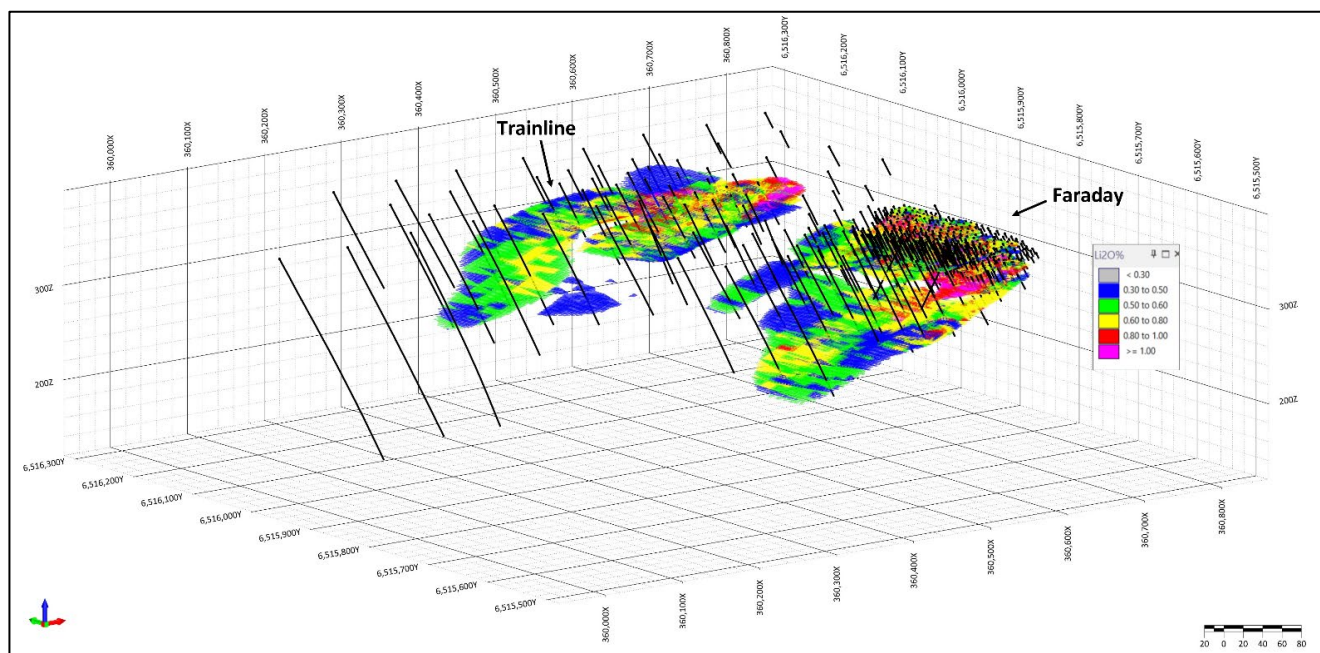 360,000X
360,100X
360,200X
360,300X
360,400X
360,500X
360,600X
360,700X
360,800X
6,516,300Y
6,516,200Y
6,516,100Y
6,516,000Y
6,515,900Y
6,515,800Y
6,515,700Y
6,515,600Y
6,515,500Y
Trainline
Faraday
Li2O%
< 0.30
0.30 to 0.50
0.50 to 0.60
0.60 to 0.80
0.80 to 1.00
>= 1.00
300Z
200Z
300Z
200Z
6,516,300Y
6,516,200Y
6,516,100Y
6,516,000Y
6,515,900Y
6,515,800Y
6,515,700Y
6,515,600Y
6,515,500Y
360,000X
360,100X
360,200X
360,300X
360,400X
360,500X
360,600X
360,700X
360,800X
20 0 20 40 60 80